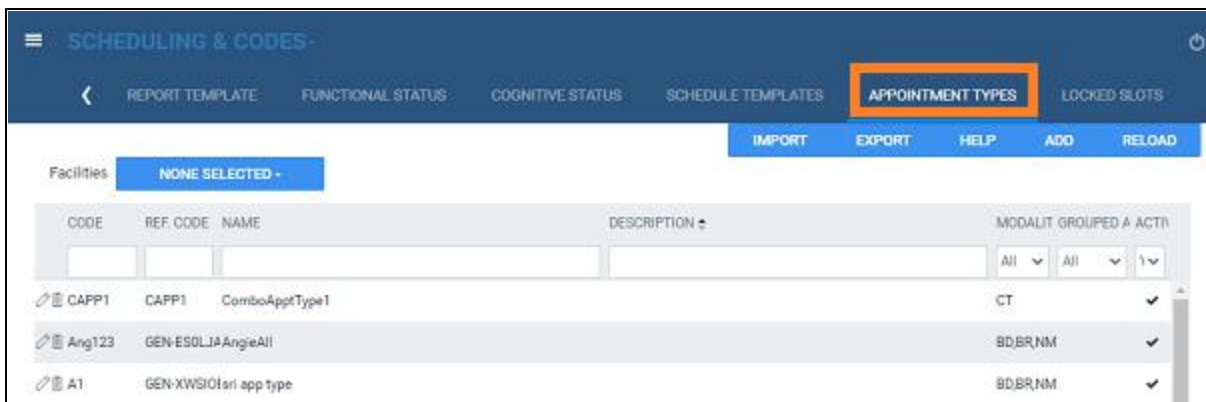 SCHEDULING & CODES
REPORT TEMPLATE FUNCTIONAL STATUS COGNITIVE STATUS SCHEDULE TEMPLATES APPOINTMENT TYPES LOCKED SLOTS
IMPORT EXPORT HELP ADD RELOAD
Facilities NONE SELECTED
CODE REF. CODE NAME DESCRIPTION MODALIT GROUPED A ACTI
All All
CAPP1 CAPP1 ComboApptType1 CT
Ang123 AngieAll BD,BR,NM
A1 sri app type BD,BR,NM